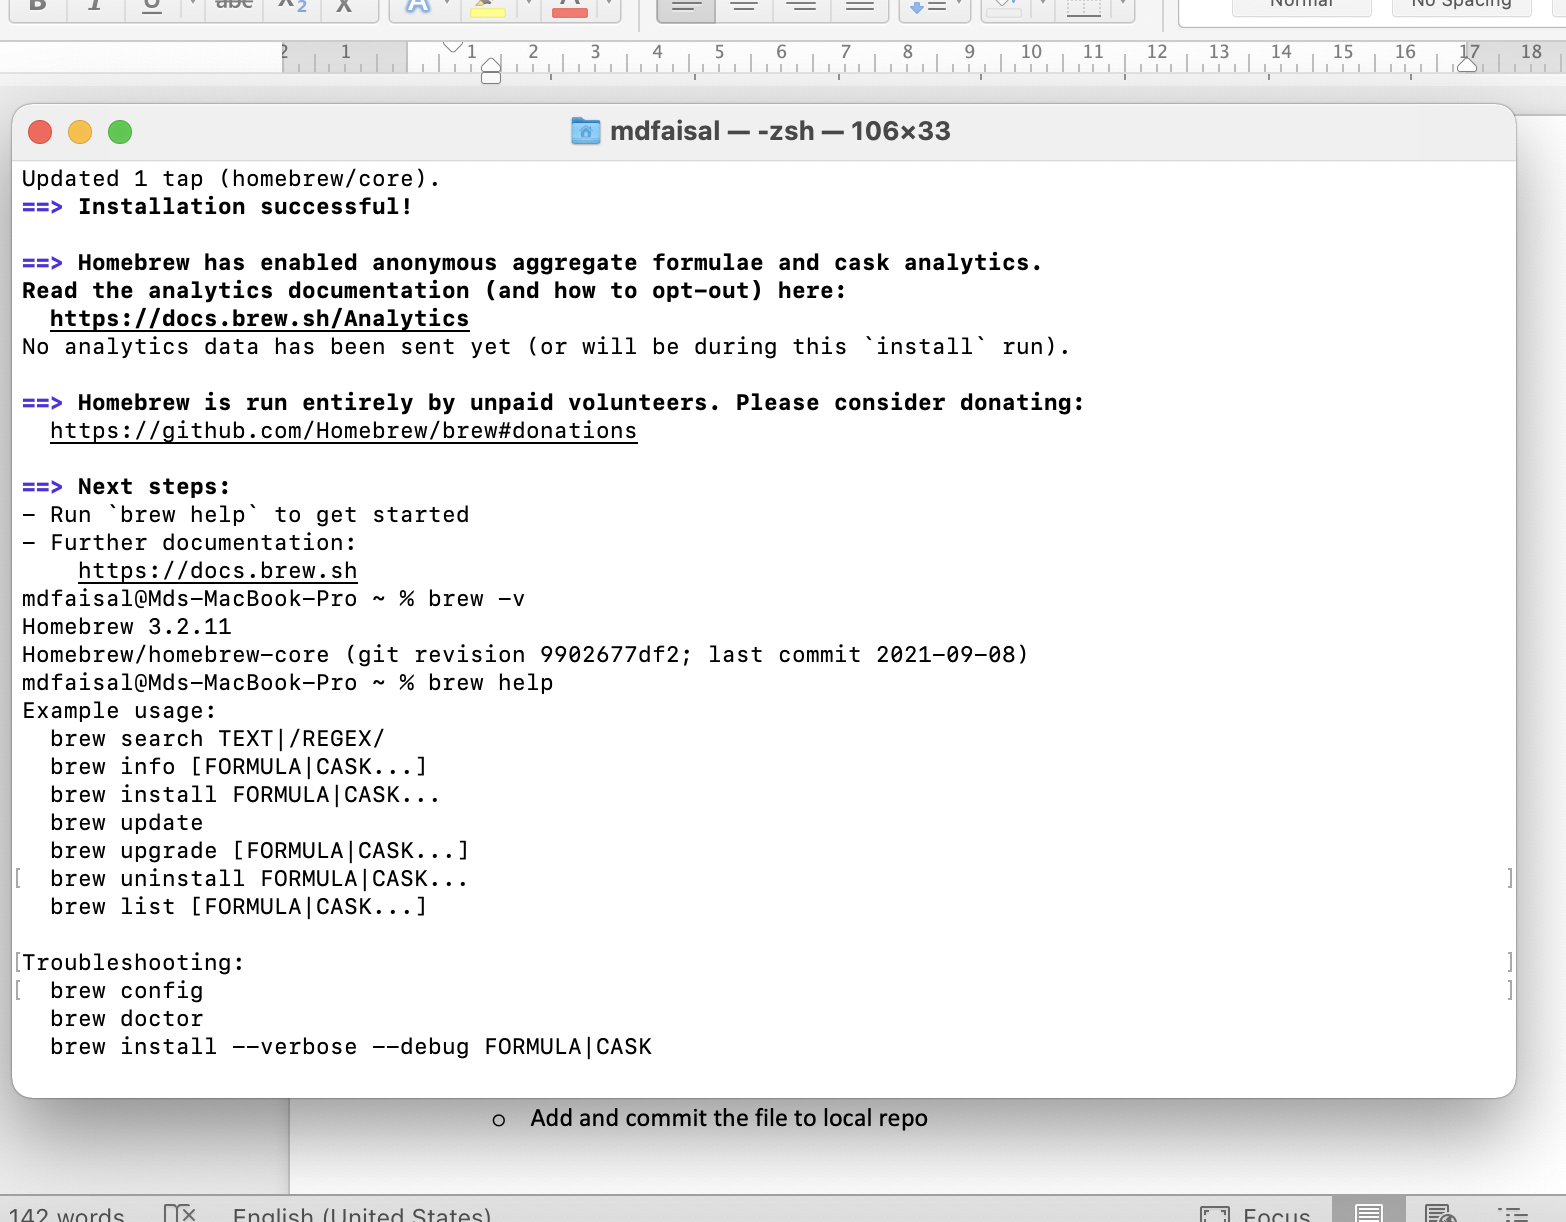 B I U abc X2 X A A
Normal
No Spacing
2 1 1 2 3 4 5 6 7 8 9 10 11 12 13 14 15 16 17 18
mdfaisal — -zsh — 106×33
Updated 1 tap (homebrew/core).
==> Installation successful!
==> Homebrew has enabled anonymous aggregate formulae and cask analytics.
Read the analytics documentation (and how to opt-out) here:
https://docs.brew.sh/Analytics
No analytics data has been sent yet (or will be during this `install` run).
==> Homebrew is run entirely by unpaid volunteers. Please consider donating:
https://github.com/Homebrew/brew#donations
==> Next steps:
- Run `brew help` to get started
- Further documentation:
https://docs.brew.sh
mdfaisal@Mds-MacBook-Pro ~ % brew -v
Homebrew 3.2.11
Homebrew/homebrew-core (git revision 9902677df2; last commit 2021-09-08)
mdfaisal@Mds-MacBook-Pro ~ % brew help
Example usage:
brew search TEXT|/REGEX/
brew info [FORMULA|CASK...]
brew install FORMULA|CASK...
brew update
brew upgrade [FORMULA|CASK...]
[ brew uninstall FORMULA|CASK... ]
brew list [FORMULA|CASK...]
[Troubleshooting: ]
[ brew config ]
brew doctor
brew install --verbose --debug FORMULA|CASK
o Add and commit the file to local repo
142 words
English (United States)
Focus